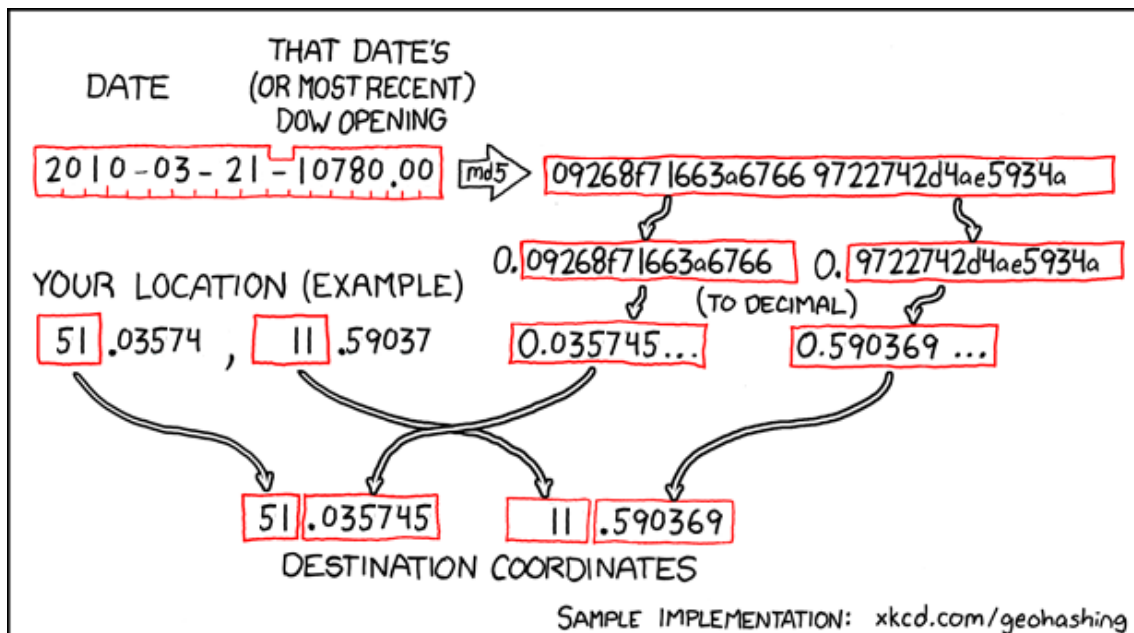 DATE
THAT DATE'S
(OR MOST RECENT)
DOW OPENING
2010-03-21-10780.00
md5
09268f71663a6766 9722742d4ae5934a
0.09268f71663a6766
0.9722742d4ae5934a
(TO DECIMAL)
YOUR LOCATION (EXAMPLE)
51.03574, 11.59037
0.035745...
0.590369 ...
51.035745
11.590369
DESTINATION COORDINATES
SAMPLE IMPLEMENTATION: xkcd.com/geohashing